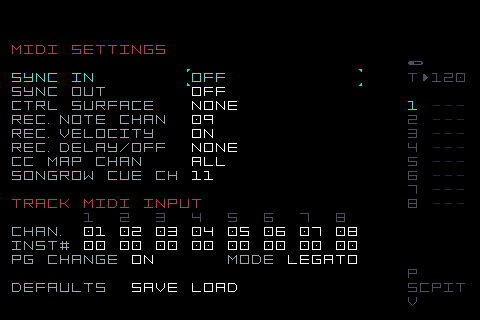 MIDI SETTINGS
SYNC IN OFF T▶120
SYNC OUT OFF
CTRL SURFACE NONE 1 ---
REC. NOTE CHAN 09 2 ---
REC. VELOCITY ON 3 ---
REC. DELAY/OFF NONE 4 ---
CC MAP CHAN ALL 5 ---
SONGROW CUE CH 11 6 ---
7 ---
TRACK MIDI INPUT 8 ---
1 2 3 4 5 6 7 8
CHAN. 01 02 03 04 05 06 07 08
INST# 00 00 00 00 00 00 00 00
PG CHANGE ON MODE LEGATO
P
DEFAULTS SAVE LOAD SCPIT
V